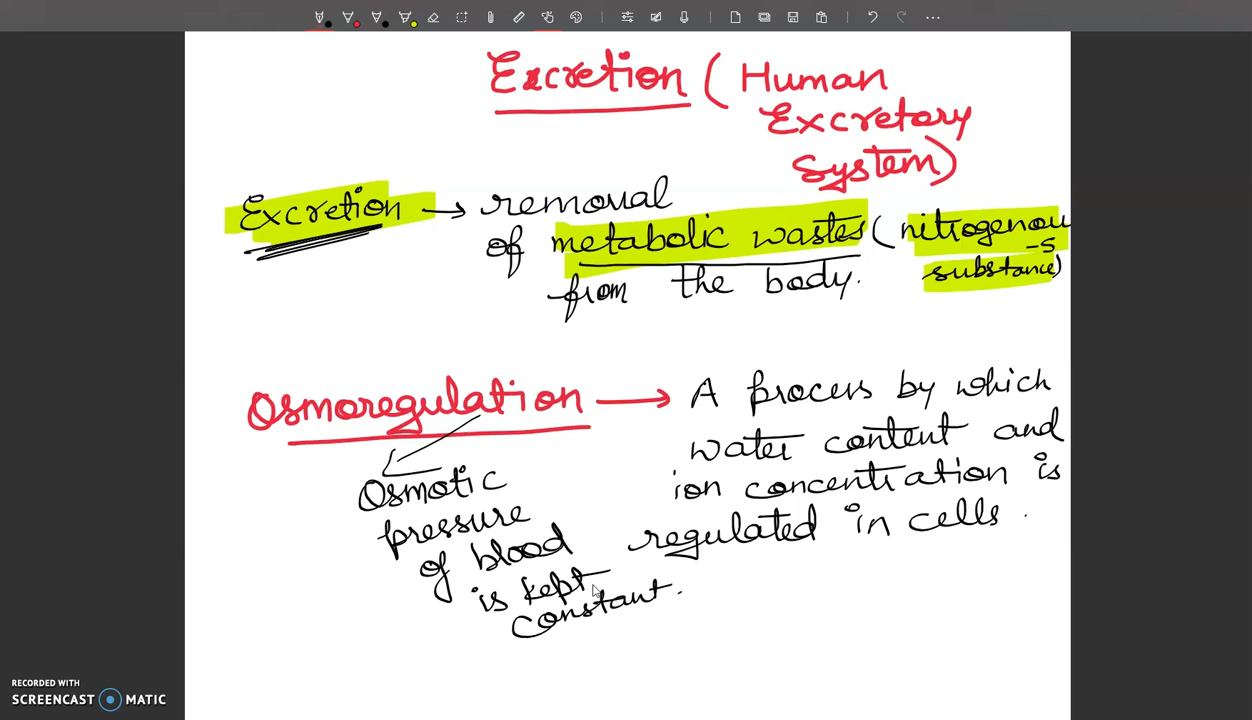 Excretion (Human
Excretory
System)
Excretion → removal
of metabolic wastes (nitrogenou
-s
substance)
from the body.
Osmoregulation → A process by which
water content and
ion concentration is
regulated in cells.
Osmotic
pressure
of blood
is kept
constant.
RECORDED WITH
SCREENCAST MATIC